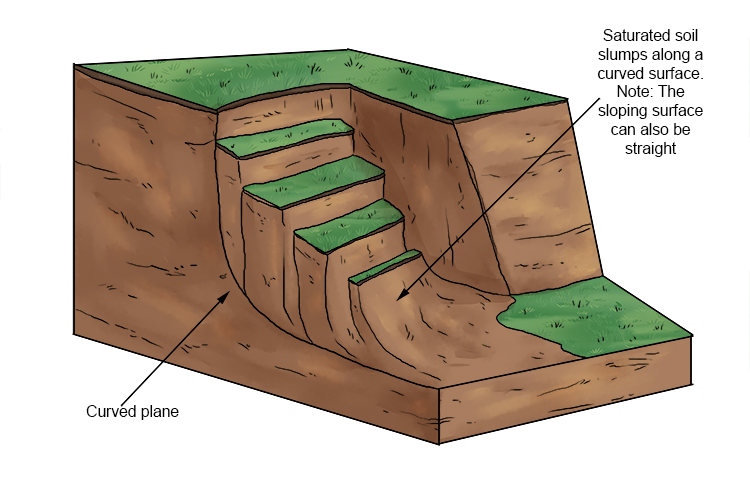 Saturated soil
slumps along a
curved surface.
Note: The
sloping surface
can also be
straight
Curved plane